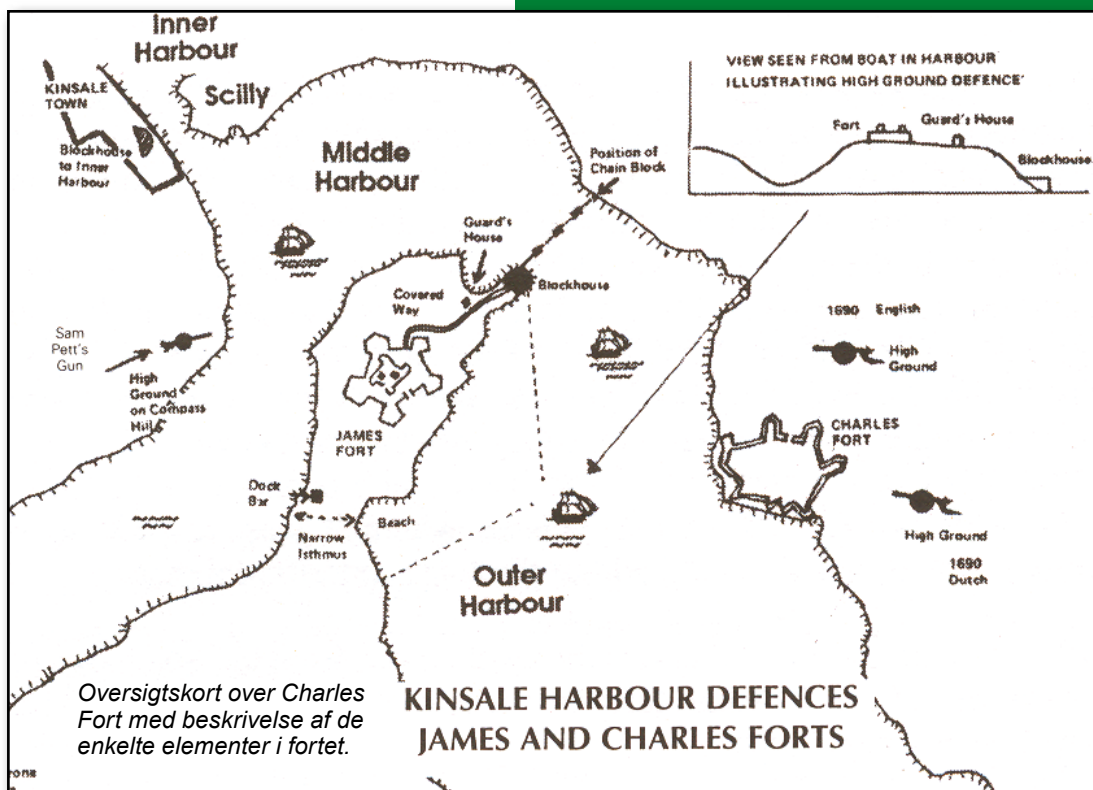 Inner
Harbour
KINSALE
TOWN
Scilly
Blockhouse
to Inner
Harbour
Middle
Harbour
VIEW SEEN FROM BOAT IN HARBOUR
ILLUSTRATING HIGH GROUND DEFENCE'
Fort
Guard's House
Blockhouse
Position of
Chain Block
Guard's
House
Covered
Way
Blockhouse
Sam
Pett's
Gun
High
Ground
on Compass
Hill
JAMES
FORT
1690 English
High
Ground
CHARLES
FORT
Dock
Bar
Beach
Narrow
Isthmus
High Ground
1690
Dutch
Outer
Harbour
Oversigtskort over Charles
Fort med beskrivelse af de
enkelte elementer i fortet.
KINSALE HARBOUR DEFENCES
JAMES AND CHARLES FORTS